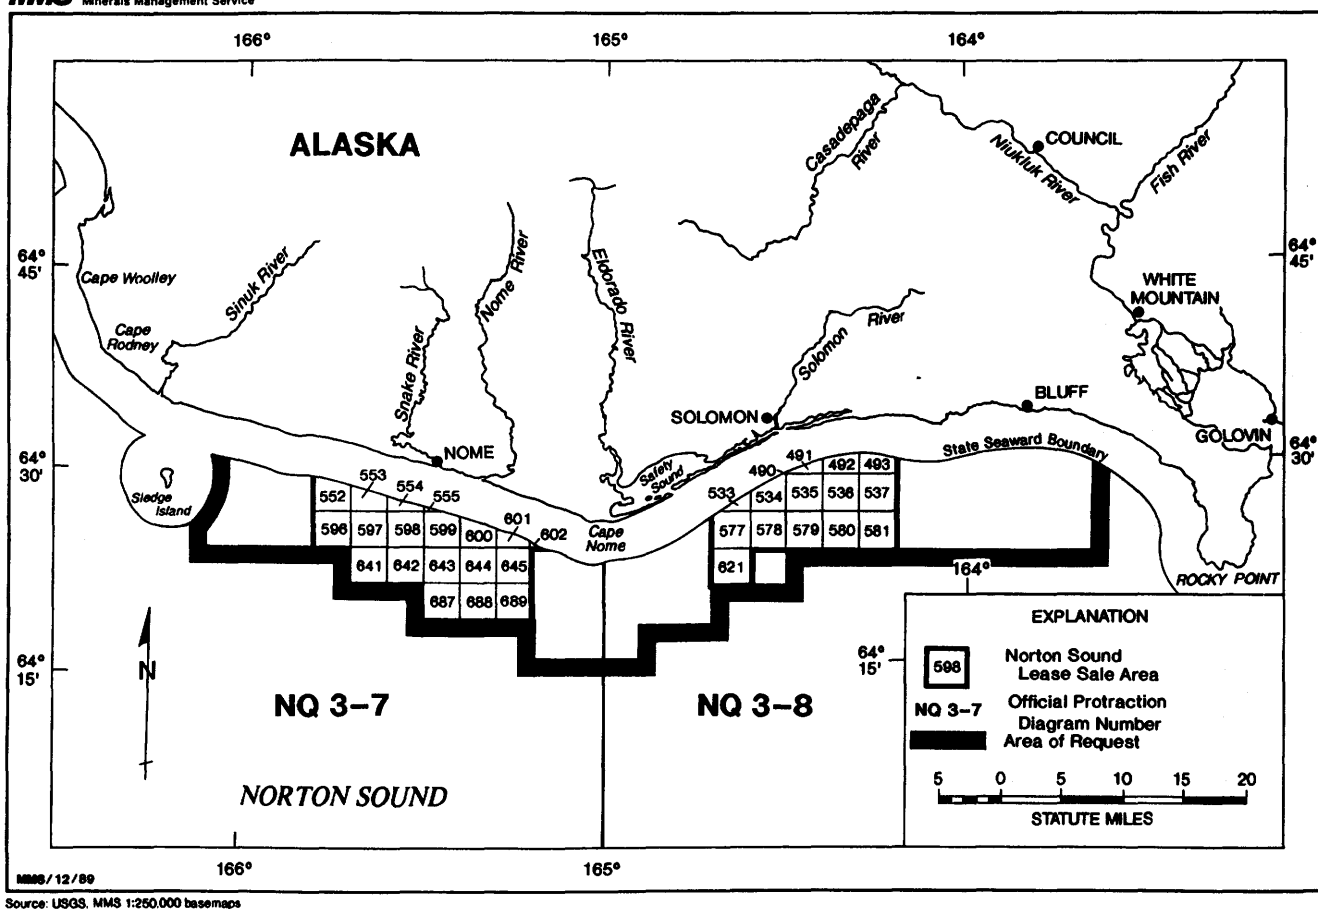 MMS Minerals Management Service
166° 165° 164°
ALASKA
Casadepaga
River
COUNCIL
Niukluk River
Fish River
64°
45'
64°
45'
Cape Woolley
Sinuk River
Nome River
Eldorado River
WHITE
MOUNTAIN
Cape
Rodney
Snake River
Solomon River
BLUFF
SOLOMON
GOLOVIN
NOME
State Seaward Boundary
64°
30'
64°
30'
Safety
Sound
Sledge
Island
552 553 554 555
596 597 598 599 600 601 602
641 642 643 644 645
687 688 689
Cape
Nome
490 491 492 493
533 534 535 536 537
577 578 579 580 581
621
164°
ROCKY POINT
N
64°
15'
64°
15'
NQ 3-7
NQ 3-8
NORTON SOUND
EXPLANATION
598
Norton Sound
Lease Sale Area
NQ 3-7 Official Protraction
Diagram Number
Area of Request
5 0 5 10 15 20
STATUTE MILES
166° 165°
MMS/12/89
Source: USGS, MMS 1:250,000 basemaps